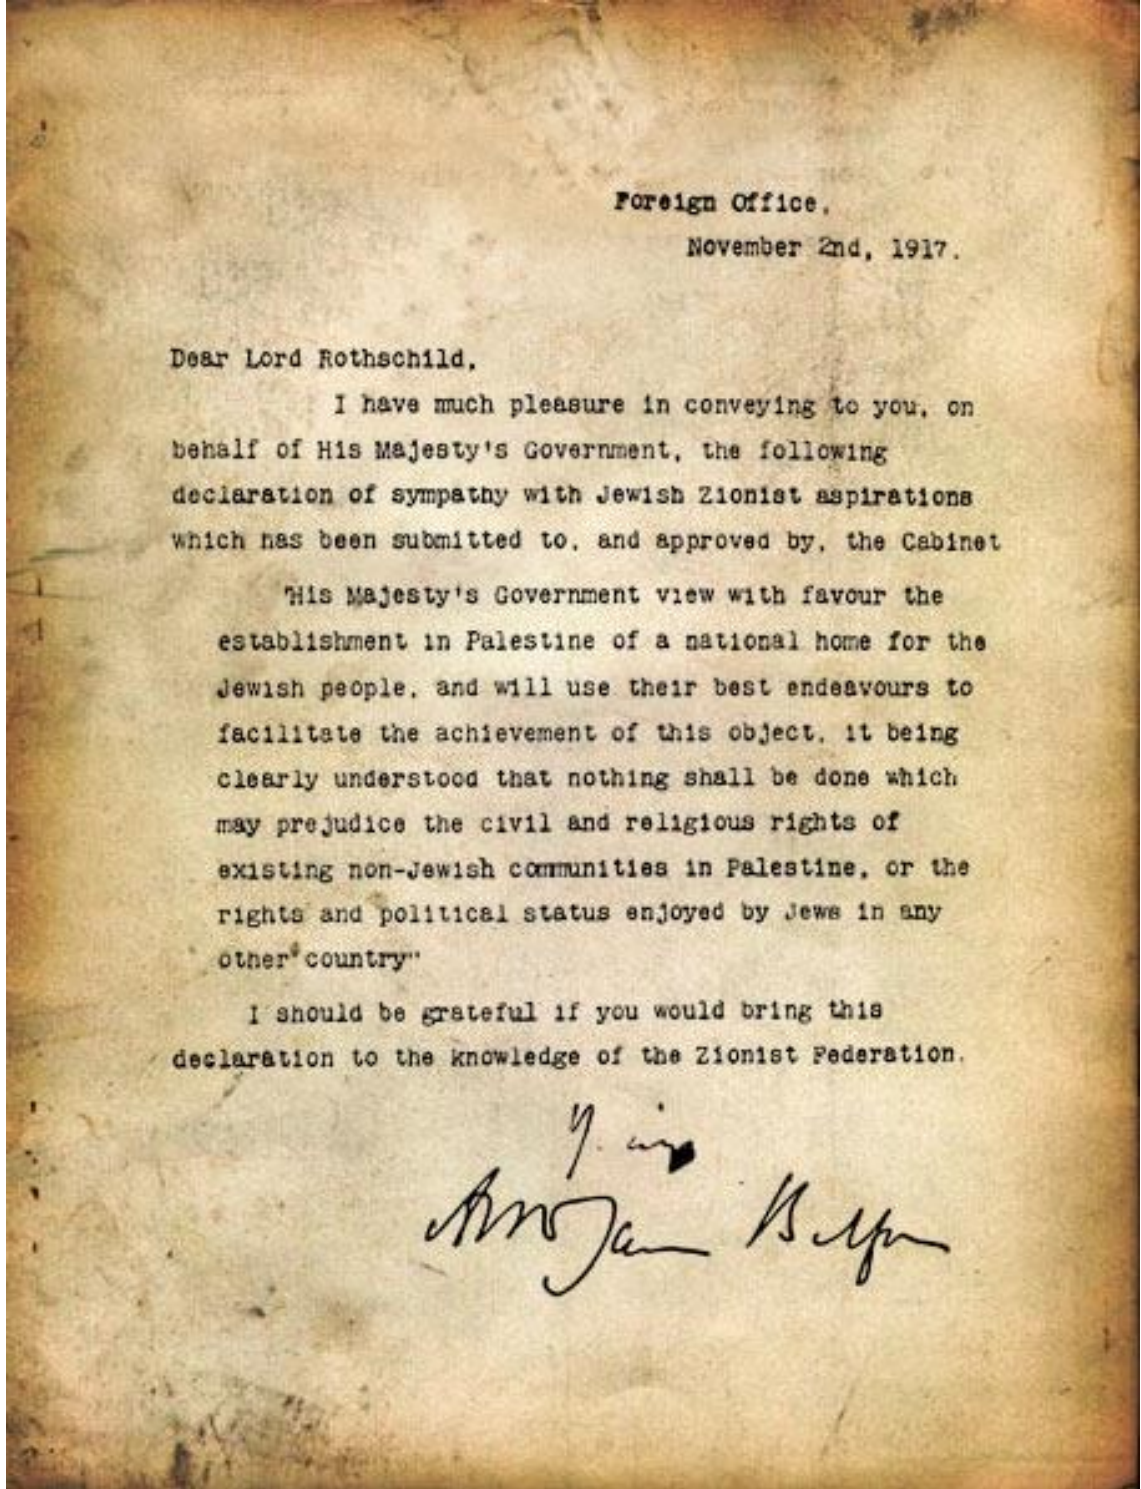 Foreign Office,
November 2nd, 1917.
Dear Lord Rothschild,
I have much pleasure in conveying to you, on
behalf of His Majesty's Government, the following
declaration of sympathy with Jewish Zionist aspirations
which has been submitted to, and approved by, the Cabinet
"His Majesty's Government view with favour the
establishment in Palestine of a national home for the
Jewish people, and will use their best endeavours to
facilitate the achievement of this object, it being
clearly understood that nothing shall be done which
may prejudice the civil and religious rights of
existing non-Jewish communities in Palestine, or the
rights and political status enjoyed by Jews in any
other country"
I should be grateful if you would bring this
declaration to the knowledge of the Zionist Federation.
Balfour